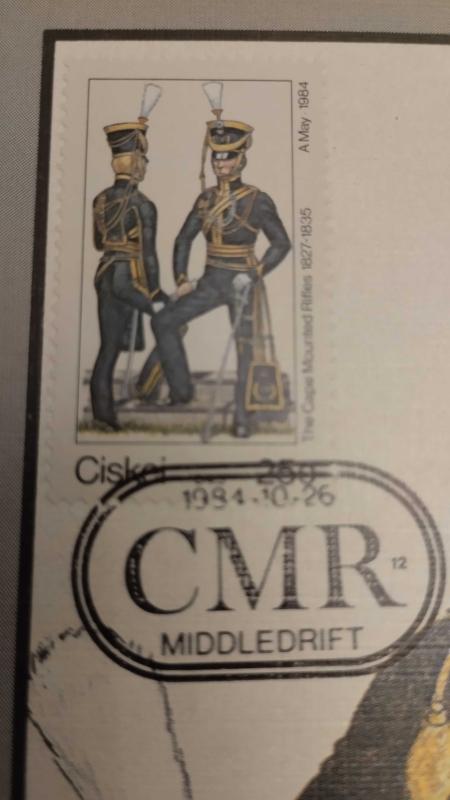 A May 1984
The Cape Mounted Rifles 1827-1835
Ciskei 25c
1984-10-26
CMR
12
MIDDLEDRIFT